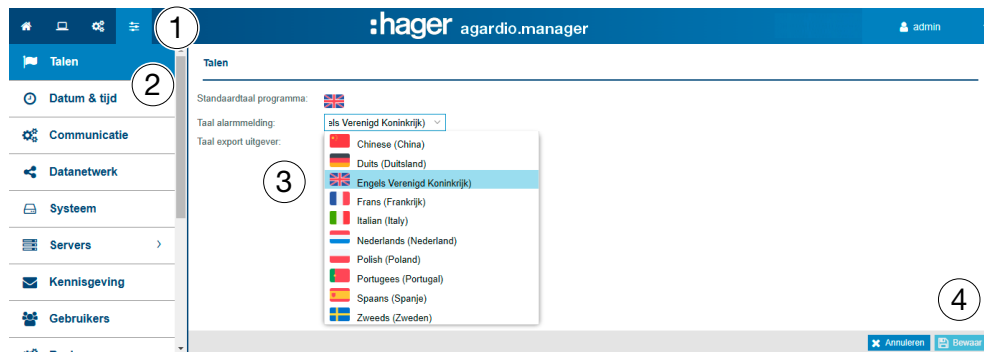 1
:hager agardio.manager
admin
Talen
2
Datum & tijd
Communicatie
Datanetwerk
Systeem
Servers
Kennisgeving
Gebruikers
Talen
Standaardtaal programma:
Taal alarmmelding:
els Verenigd Koninkrijk)
Taal export uitgever:
3
Chinese (China)
Duits (Duitsland)
Engels Verenigd Koninkrijk)
Frans (Frankrijk)
Italian (Italy)
Nederlands (Nederland)
Polish (Poland)
Portugees (Portugal)
Spaans (Spanje)
Zweeds (Zweden)
4
Annuleren
Bewaar